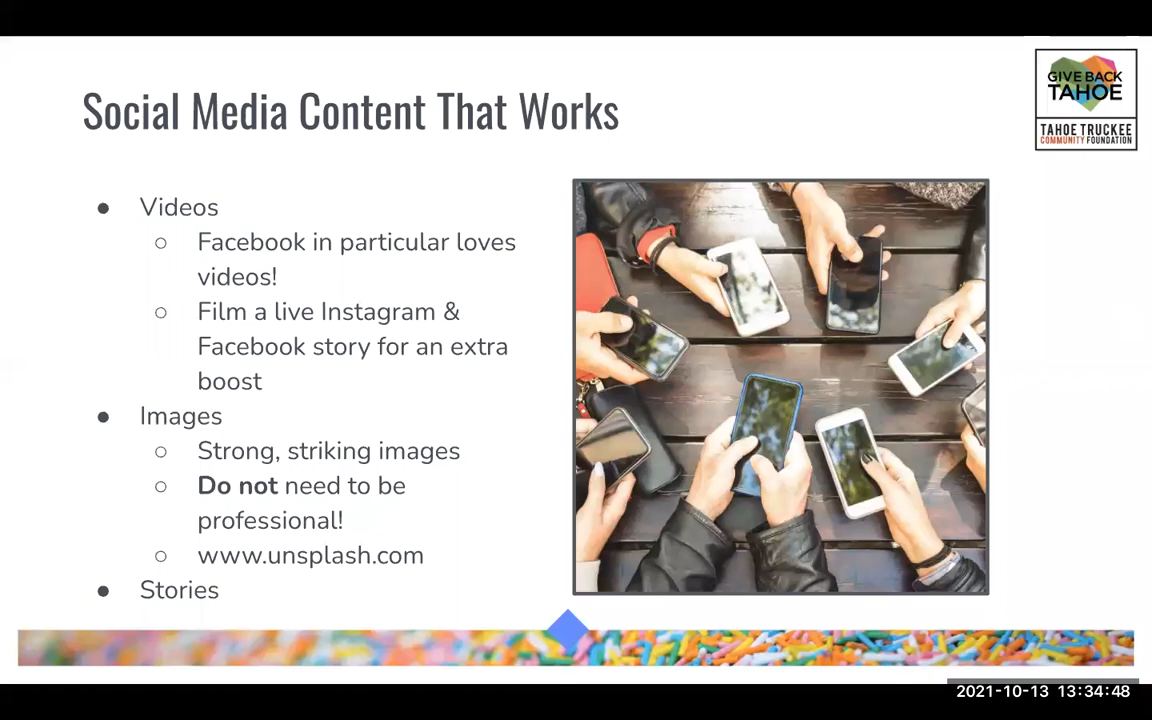 Social Media Content That Works
GIVE BACK
TAHOE
TAHOE TRUCKEE
COMMUNITY FOUNDATION
● Videos
○ Facebook in particular loves
videos!
○ Film a live Instagram &
Facebook story for an extra
boost
● Images
○ Strong, striking images
○ Do not need to be
professional!
○ www.unsplash.com
● Stories
2021-10-13 13:34:48